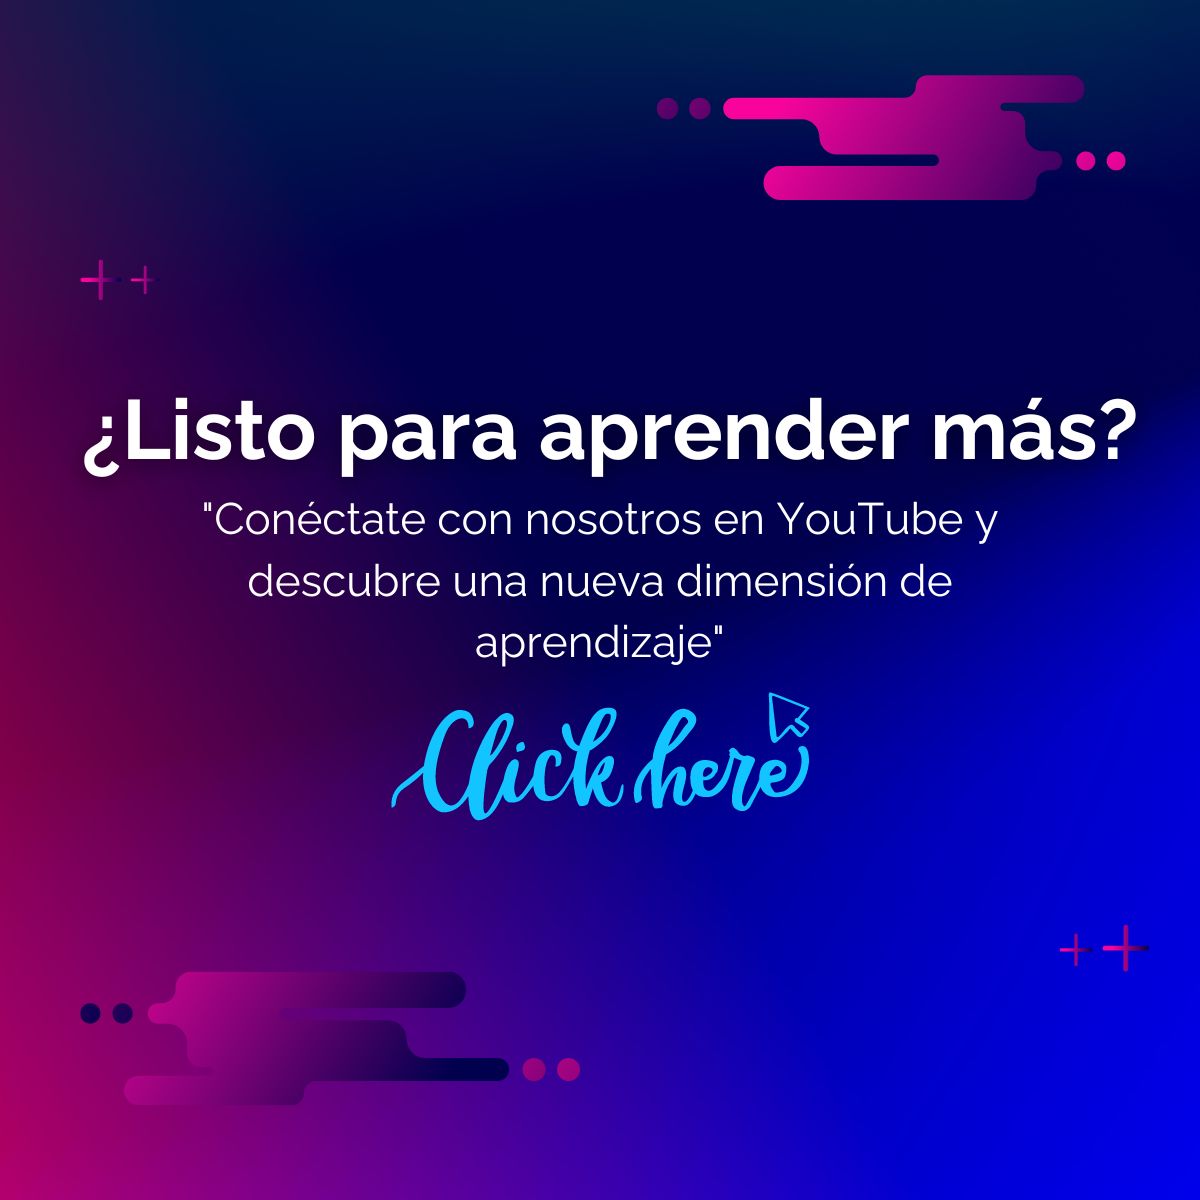 ¿Listo para aprender más?
"Conéctate con nosotros en YouTube y
descubre una nueva dimensión de
aprendizaje"
Click here